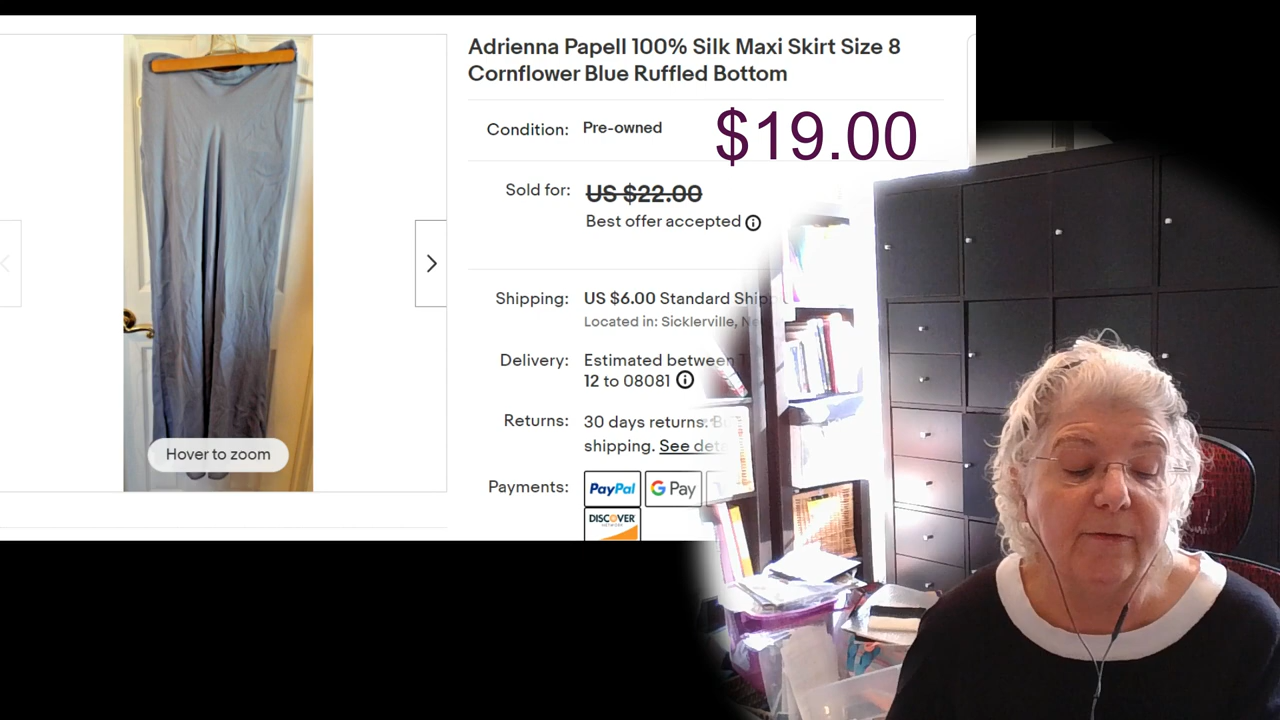 Adrienna Papell 100% Silk Maxi Skirt Size 8
Cornflower Blue Ruffled Bottom
Condition: Pre-owned
$19.00
Sold for: US $22.00
Best offer accepted
Shipping: US $6.00 Standard Ship
Located in: Sicklerville,
Delivery: Estimated between
12 to 08081
Returns: 30 days returns.
shipping. See
Payments: PayPal G Pay
DISCOVER
NETWORK
Hover to zoom